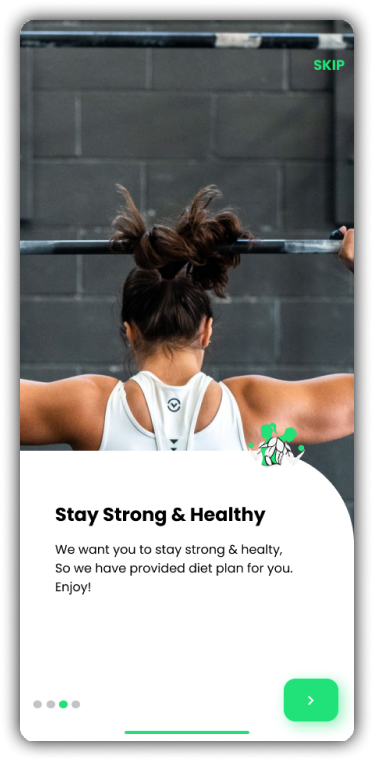 SKIP
Stay Strong & Healthy
We want you to stay strong & healty,
So we have provided diet plan for you.
Enjoy!